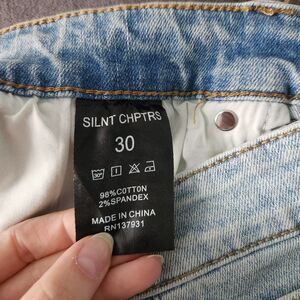 SILNT CHPTRS
30
98%COTTON
2%SPANDEX
MADE IN CHINA
RN137931